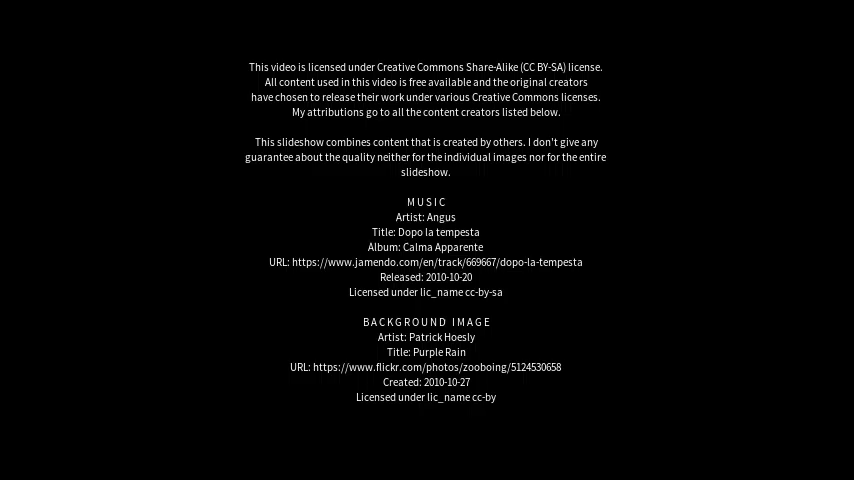 This video is licensed under Creative Commons Share-Alike (CC BY-SA) license.
All content used in this video is free available and the original creators
have chosen to release their work under various Creative Commons licenses.
My attributions go to all the content creators listed below.
This slideshow combines content that is created by others. I don't give any
guarantee about the quality neither for the individual images nor for the entire
slideshow.
MUSIC
Artist: Angus
Title: Dopo la tempesta
Album: Calma Apparente
URL: https://www.jamendo.com/en/track/669667/dopo-la-tempesta
Released: 2010-10-20
Licensed under lic_name cc-by-sa
BACKGROUND IMAGE
Artist: Patrick Hoesly
Title: Purple Rain
URL: https://www.flickr.com/photos/zooboing/5124530658
Created: 2010-10-27
Licensed under lic_name cc-by